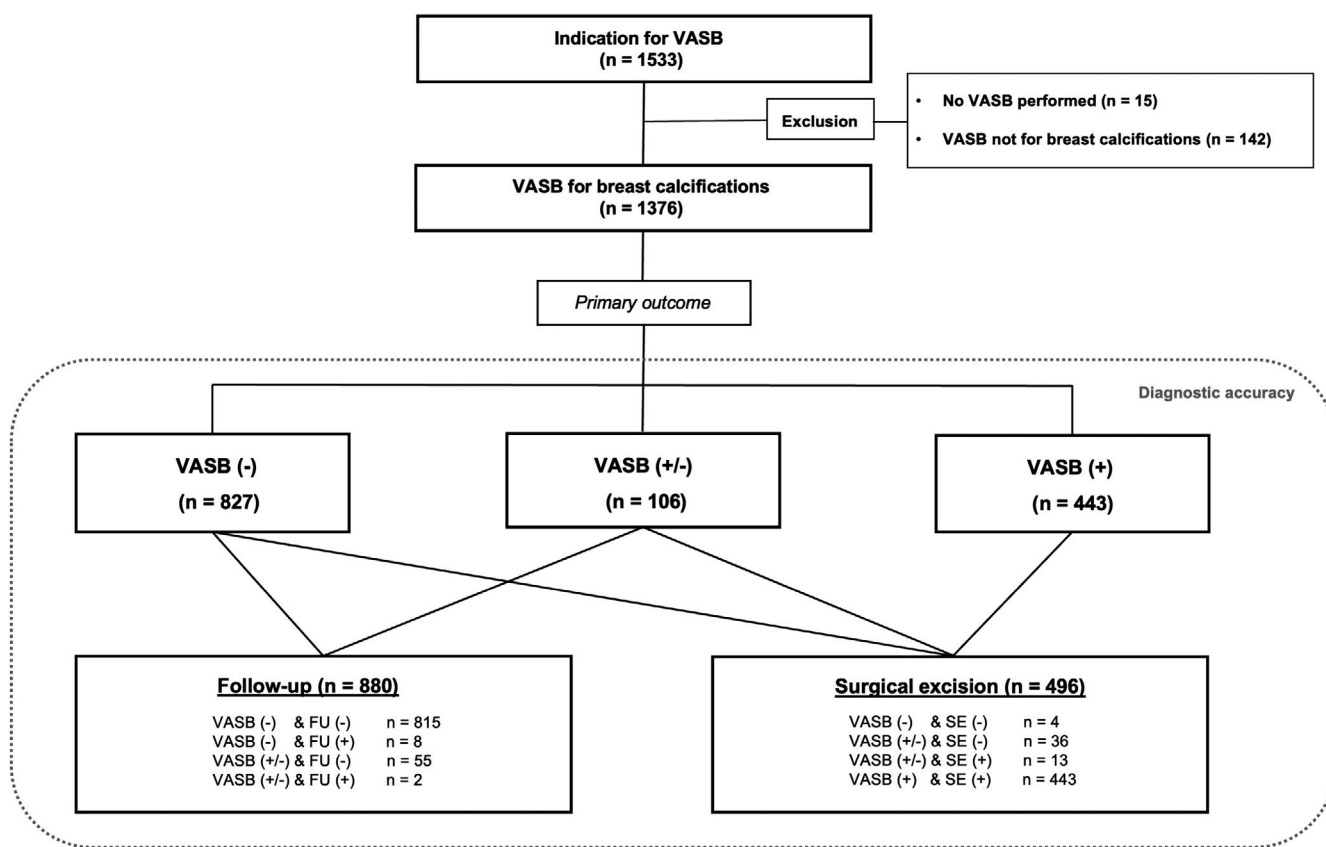 Indication for VASB
(n = 1533)
Exclusion
• No VASB performed (n = 15)
• VASB not for breast calcifications (n = 142)
VASB for breast calcifications
(n = 1376)
Primary outcome
Diagnostic accuracy
VASB (-)
(n = 827)
VASB (+/-)
(n = 106)
VASB (+)
(n = 443)
Follow-up (n = 880)
VASB (-) & FU (-) n = 815
VASB (-) & FU (+) n = 8
VASB (+/-) & FU (-) n = 55
VASB (+/-) & FU (+) n = 2
Surgical excision (n = 496)
VASB (-) & SE (-) n = 4
VASB (+/-) & SE (-) n = 36
VASB (+/-) & SE (+) n = 13
VASB (+) & SE (+) n = 443